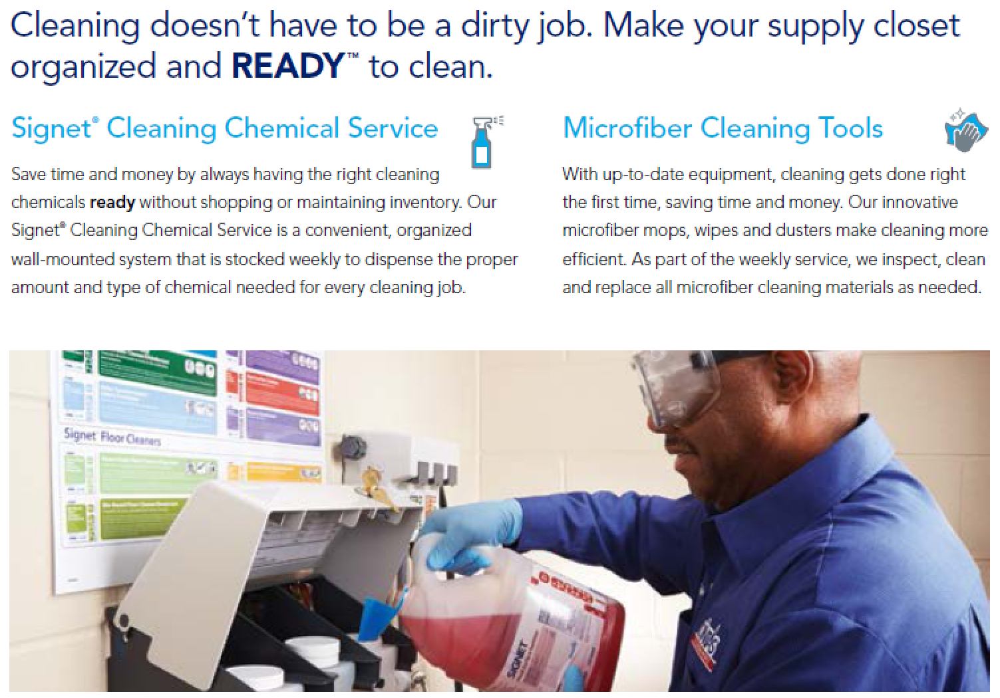 Cleaning doesn't have to be a dirty job. Make your supply closet
organized and READY™ to clean.
Signet® Cleaning Chemical Service
Save time and money by always having the right cleaning
chemicals ready without shopping or maintaining inventory. Our
Signet® Cleaning Chemical Service is a convenient, organized
wall-mounted system that is stocked weekly to dispense the proper
amount and type of chemical needed for every cleaning job.
Microfiber Cleaning Tools
With up-to-date equipment, cleaning gets done right
the first time, saving time and money. Our innovative
microfiber mops, wipes and dusters make cleaning more
efficient. As part of the weekly service, we inspect, clean
and replace all microfiber cleaning materials as needed.
Signet Floor Cleaners
SIGNET